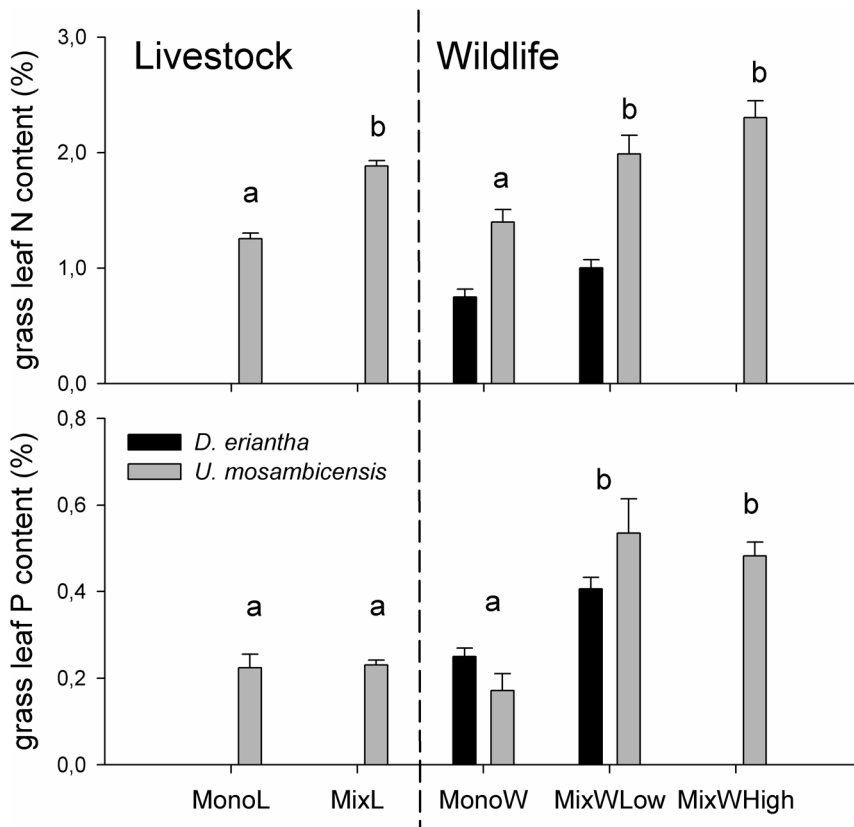 Livestock
Wildlife
grass leaf N content (%)
3,0
2,0
1,0
0,0
a
b
a
b
b
grass leaf P content (%)
0,8
0,6
0,4
0,2
0,0
D. eriantha
U. mosambicensis
a
a
a
b
b
MonoL
MixL
MonoW
MixWLow
MixWHigh